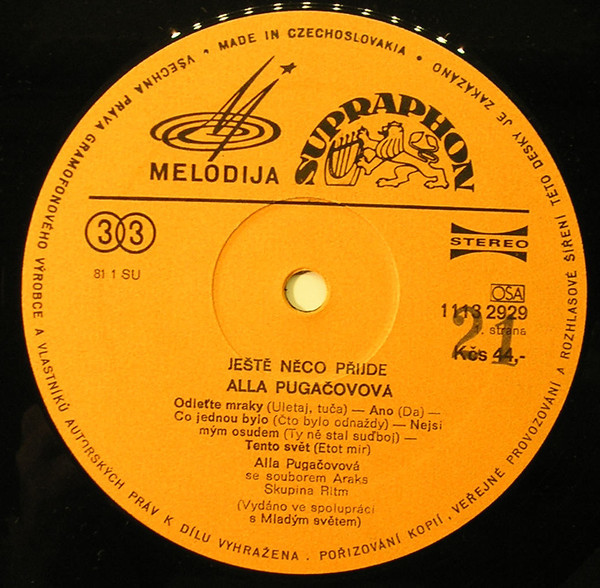 VŠECHNA PRÁVA GRAMOFONOVÉHO VÝROBCE A VLASTNÍKŮ AUTORSKÝCH PRÁV K DÍLU VYHRAŽENA . POŘIZOVÁNÍ KOPIÍ, VEŘEJNÉ PROVOZOVÁNÍ A ROZHLASOVÉ ŠÍŘENÍ TÉTO DESKY JE ZAKÁZÁNO • MADE IN CZECHOSLOVAKIA •
MELODIJA
SUPRAPHON
33
81 1 SU
STEREO
OSA
1113 2929
strana
21
Kčs 44,-
JEŠTĚ NĚCO PŘIJDE
ALLA PUGAČOVOVÁ
Odleťte mraky (Uletaj, tuča) — Ano (Da) —
Co jednou bylo (Čto bylo odnaždy) — Nejsi
mým osudem (Ty ně stal suďboj) —
Tento svět (Etot mir)
Alla Pugačovová
se souborem Araks
Skupina Ritm
(Vydáno ve spolupráci
s Mladým světem)